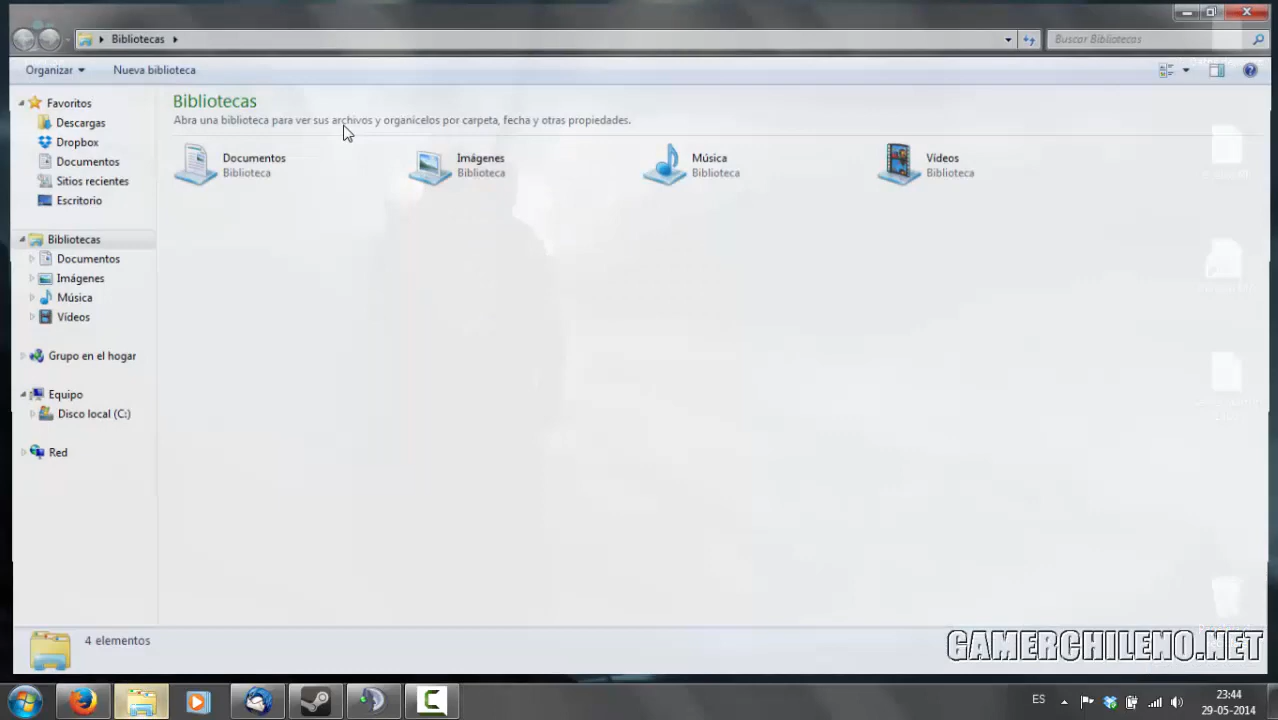 Bibliotecas
Buscar Bibliotecas
Organizar
Nueva biblioteca
Favoritos
Descargas
Dropbox
Documentos
Sitios recientes
Escritorio
Bibliotecas
Documentos
Imágenes
Música
Vídeos
Grupo en el hogar
Equipo
Disco local (C:)
Red
Bibliotecas
Abra una biblioteca para ver sus archivos y organícelos por carpeta, fecha y otras propiedades.
Documentos
Biblioteca
Imágenes
Biblioteca
Música
Biblioteca
Vídeos
Biblioteca
4 elementos
GAMERCHILENO.NET
ES
23:44
29-05-2014